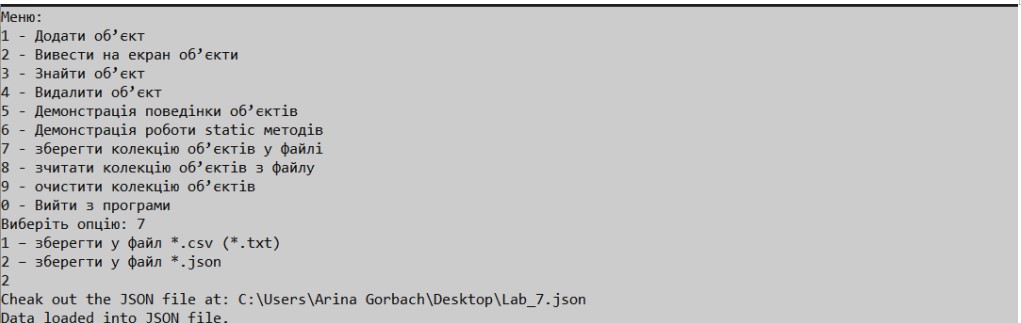 Меню:
1 - Додати об’єкт
2 - Вивести на екран об’єкти
3 - Знайти об’єкт
4 - Видалити об’єкт
5 - Демонстрація поведінки об’єктів
6 - Демонстрація роботи static методів
7 - зберегти колекцію об’єктів у файлі
8 - зчитати колекцію об’єктів з файлу
9 - очистити колекцію об’єктів
0 - Вийти з програми
Виберіть опцію: 7
1 – зберегти у файл *.csv (*.txt)
2 – зберегти у файл *.json
2
Cheak out the JSON file at: C:\Users\Arina Gorbach\Desktop\Lab_7.json
Data loaded into JSON file.